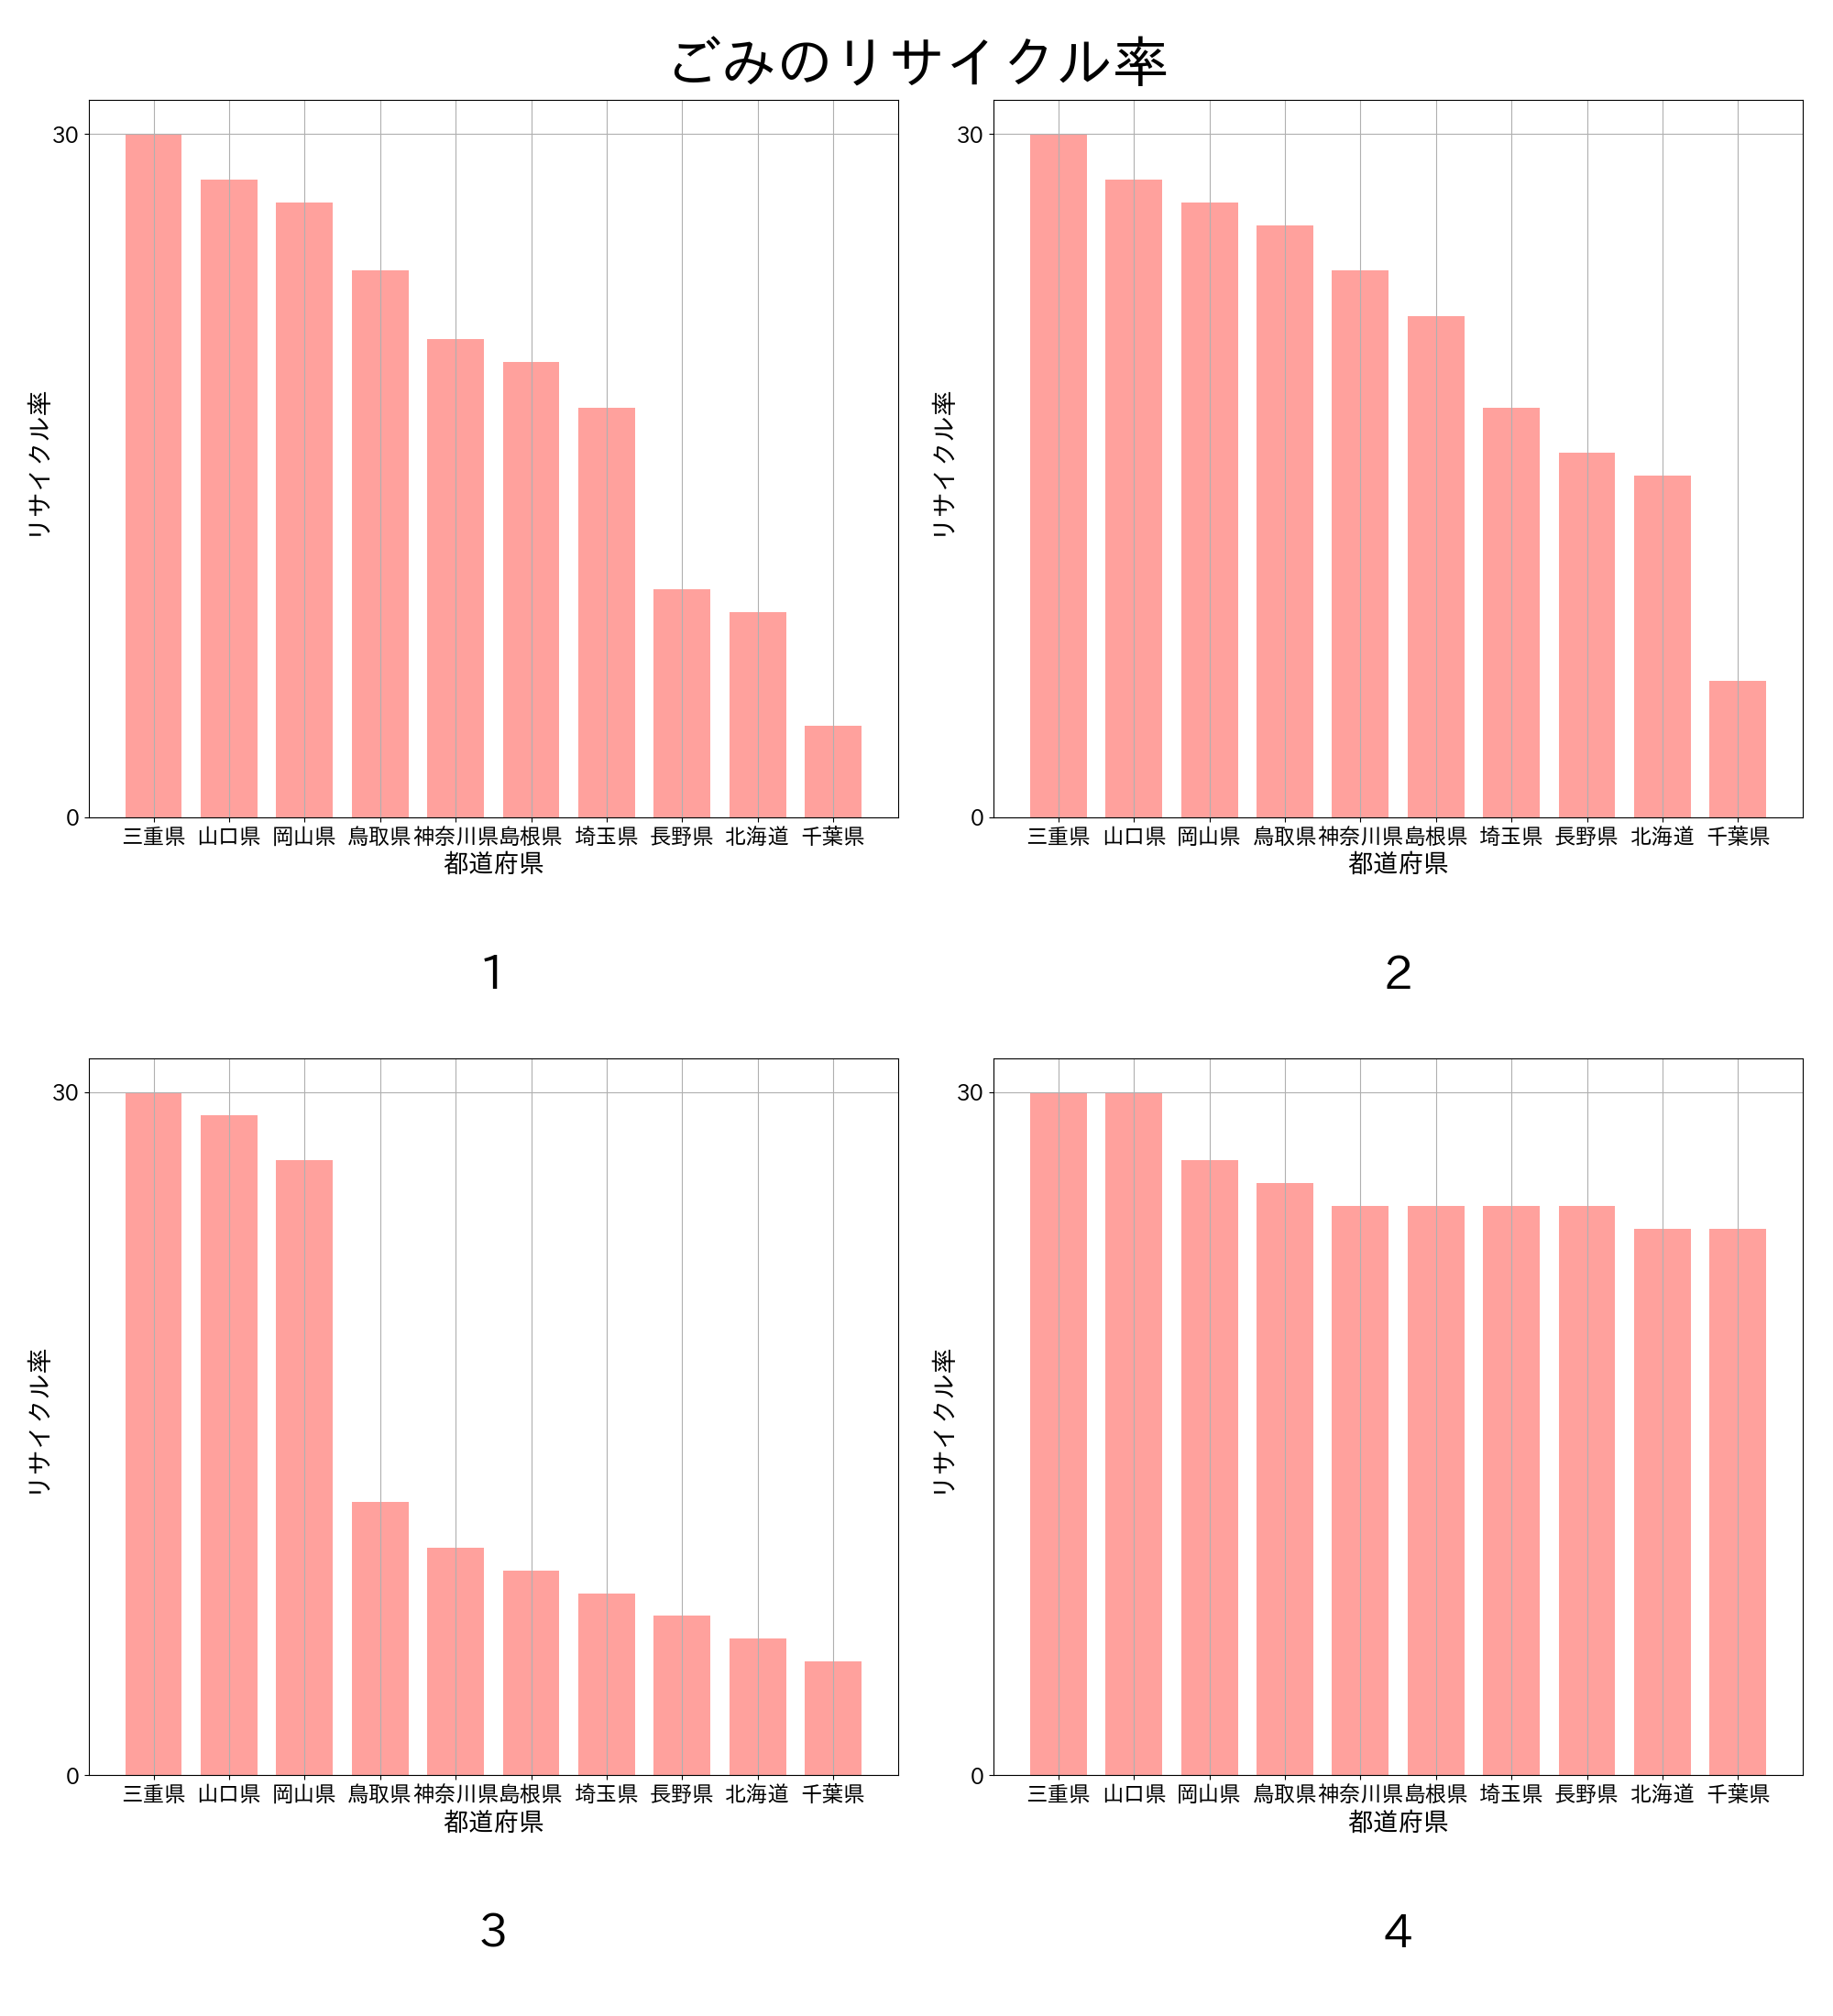 ごみのリサイクル率
30
0
リサイクル率
三重県 山口県 岡山県 鳥取県 神奈川県 島根県 埼玉県 長野県 北海道 千葉県
都道府県
1
30
0
リサイクル率
三重県 山口県 岡山県 鳥取県 神奈川県 島根県 埼玉県 長野県 北海道 千葉県
都道府県
2
30
0
リサイクル率
三重県 山口県 岡山県 鳥取県 神奈川県 島根県 埼玉県 長野県 北海道 千葉県
都道府県
3
30
0
リサイクル率
三重県 山口県 岡山県 鳥取県 神奈川県 島根県 埼玉県 長野県 北海道 千葉県
都道府県
4